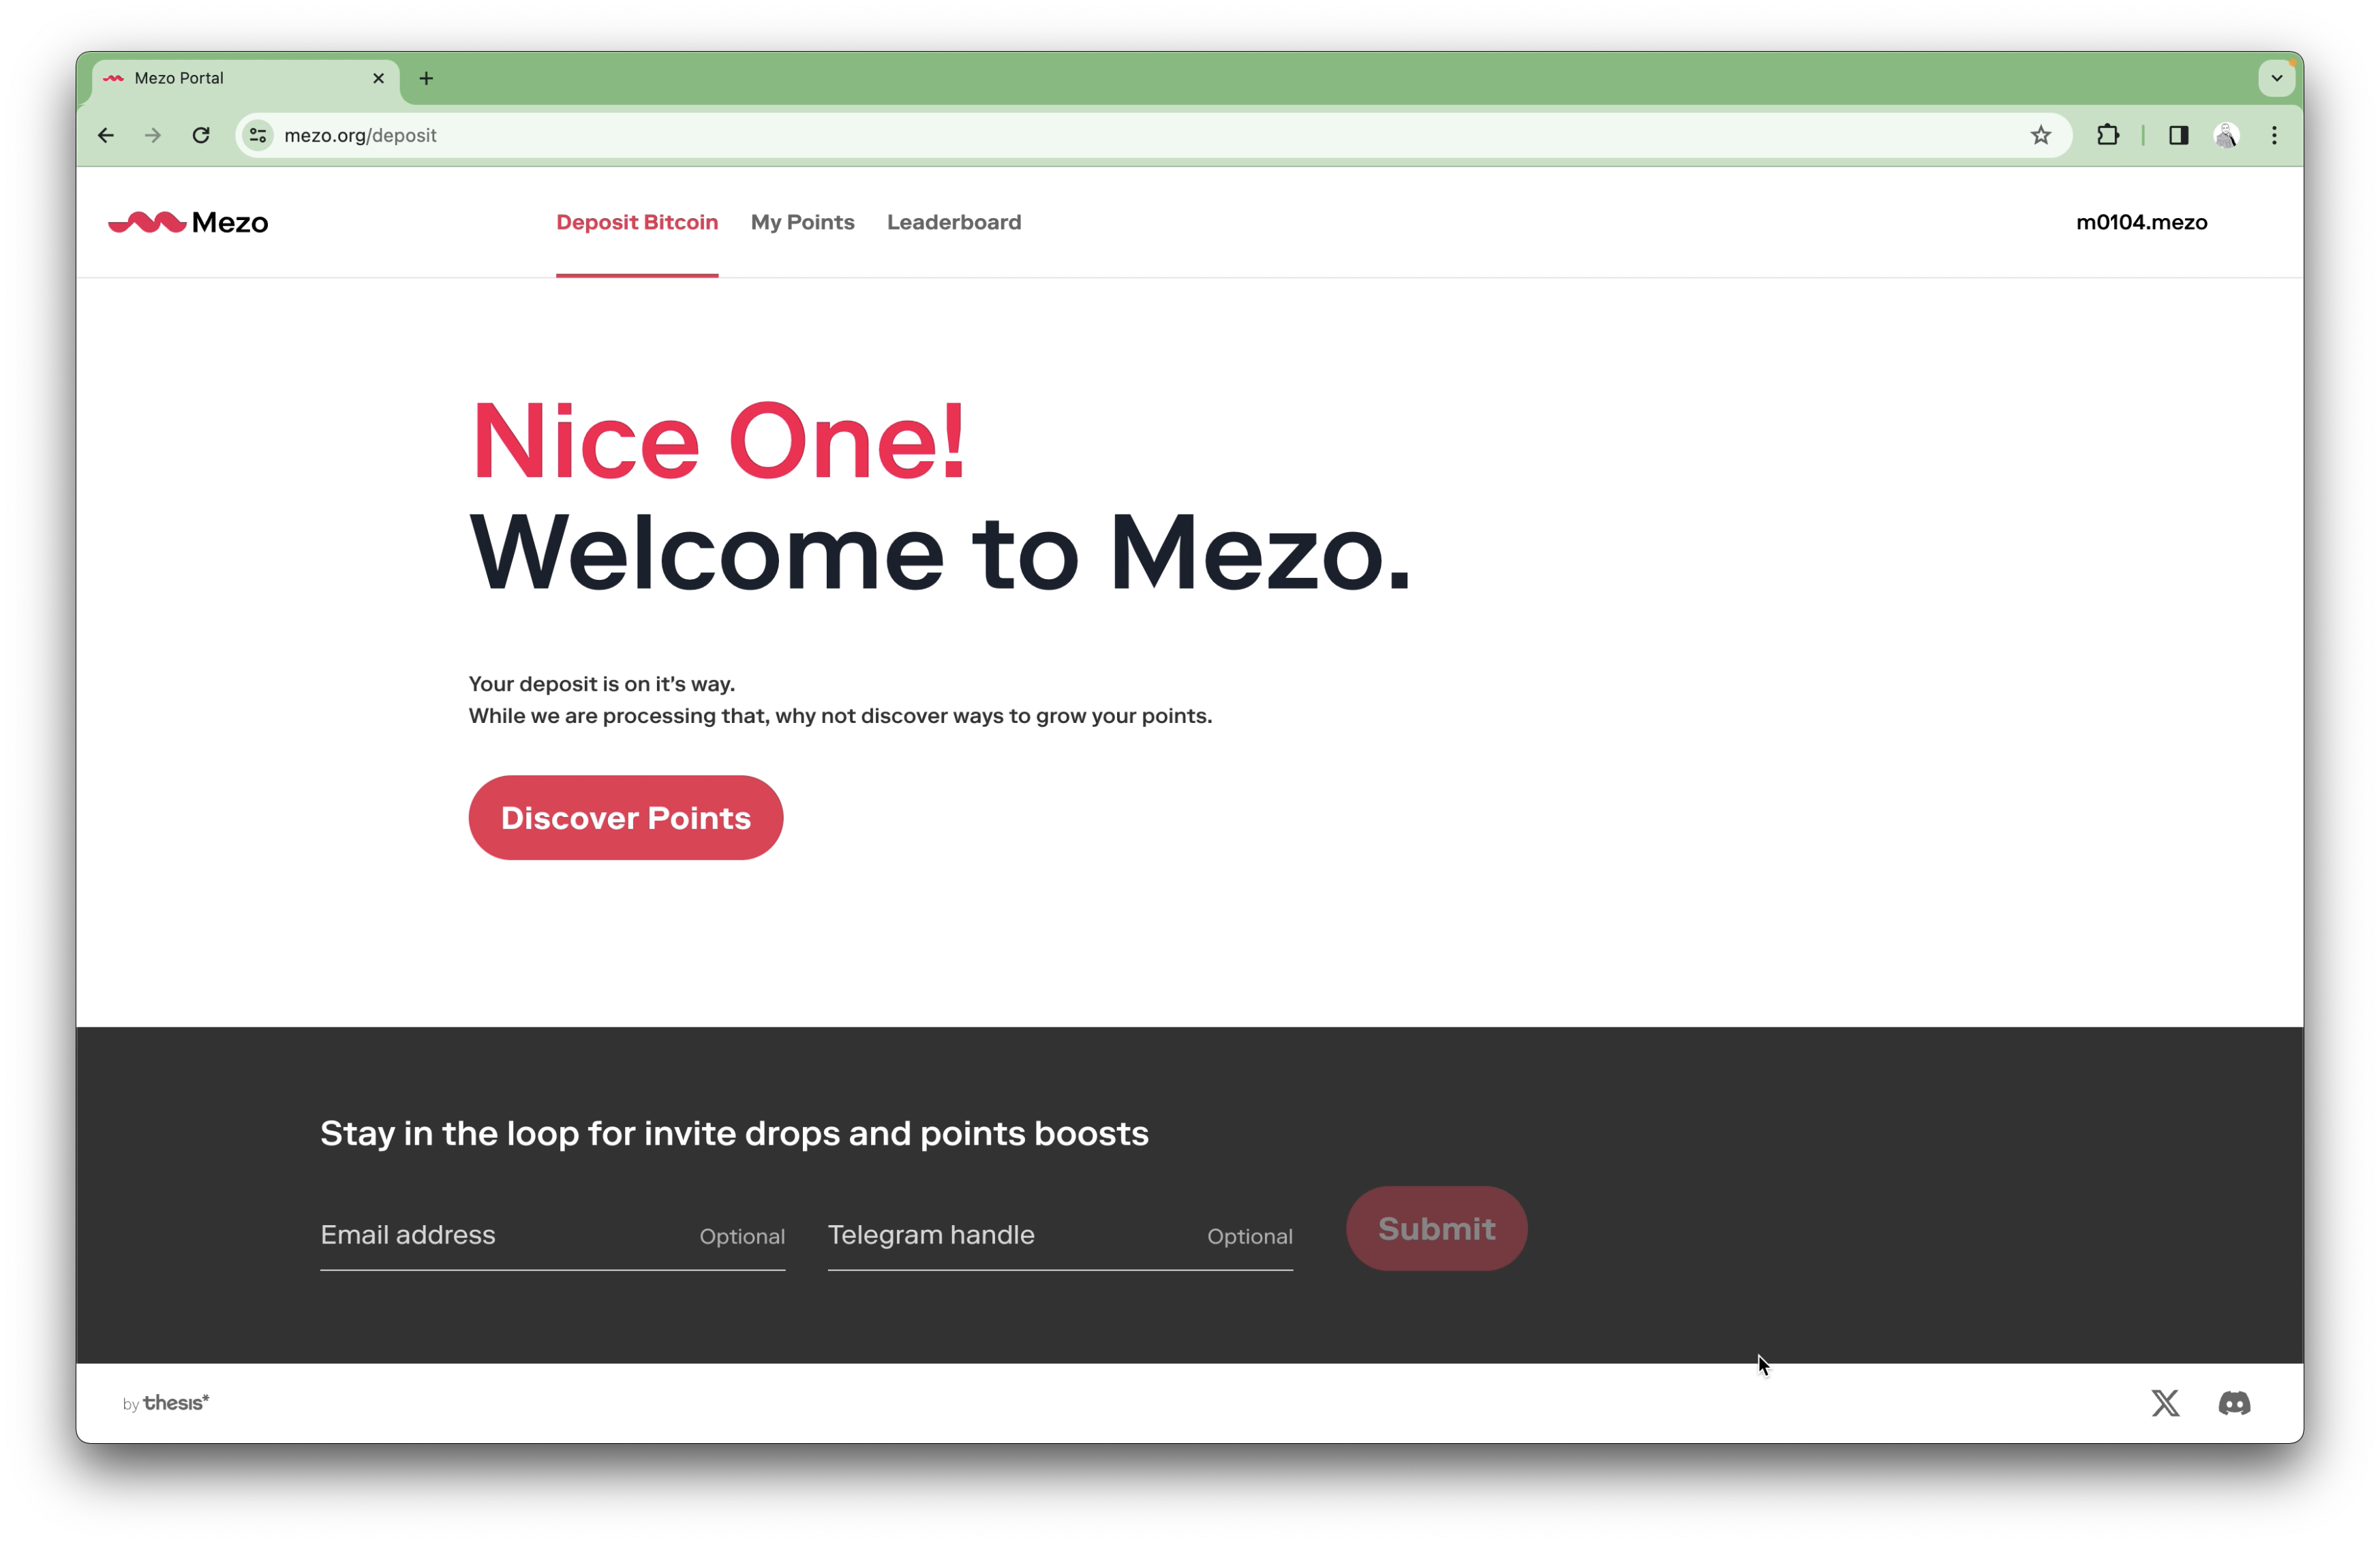 Mezo Portal
mezo.org/deposit
Mezo
Deposit Bitcoin
My Points
Leaderboard
m0104.mezo
Nice One!
Welcome to Mezo.
Your deposit is on it's way.
While we are processing that, why not discover ways to grow your points.
Discover Points
Stay in the loop for invite drops and points boosts
Email address
Optional
Telegram handle
Optional
Submit
by thesis*